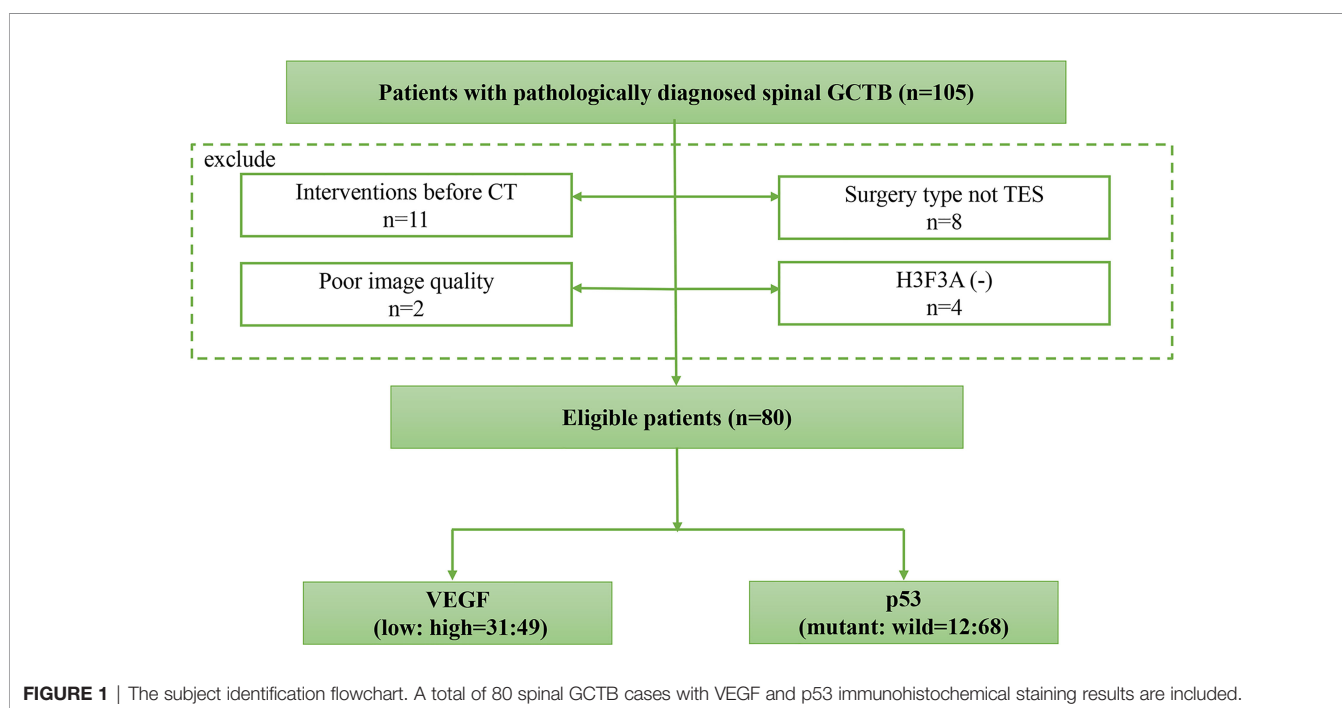 Patients with pathologically diagnosed spinal GCTB (n=105)
exclude
Interventions before CT
n=11
Surgery type not TES
n=8
Poor image quality
n=2
H3F3A (-)
n=4
Eligible patients (n=80)
VEGF
(low: high=31:49)
p53
(mutant: wild=12:68)
FIGURE 1 | The subject identification flowchart. A total of 80 spinal GCTB cases with VEGF and p53 immunohistochemical staining results are included.